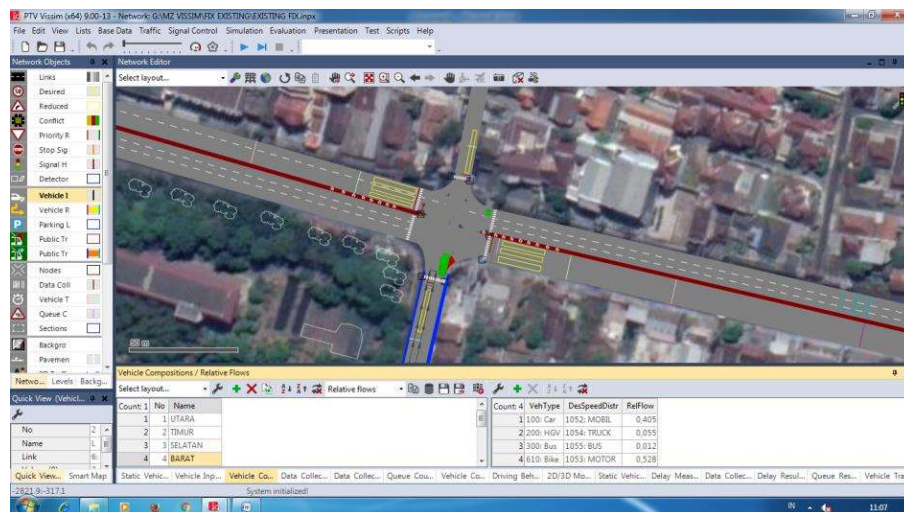 PTV Vissim (x64) 9.00-13 - Network: G:\MZ VISSIM\FIX EXISTING\EXISTING FIX.inpx
File Edit View Lists Base Data Traffic Signal Control Simulation Evaluation Presentation Test Scripts Help
Network Objects
Network Editor
Select layout...
Links
Desired
Reduced
Conflict
Priority R
Stop Sig
Signal H
Detector
Vehicle I
Vehicle R
Parking L
Public Tr
Public Tr
Nodes
Data Coll
Vehicle T
Queue C
Sections
Backgro
Pavemen
50 m
Netwo... Levels Backg...
Quick View (Vehicl...
No 2
Name L
Link 6:
Quick View... Smart Map
Vehicle Compositions / Relative Flows
Select layout... Relative flows
Count: 1 No Name
1 1 UTARA
2 2 TIMUR
3 3 SELATAN
4 4 BARAT
Count: 4 VehType DesSpeedDistr RelFlow
1 100: Car 1052: MOBIL 0,405
2 200: HGV 1054: TRUCK 0,055
3 300: Bus 1055: BUS 0,012
4 610: Bike 1053: MOTOR 0,528
Static Vehic... Vehicle Inp... Vehicle Co... Data Collec... Data Collec... Queue Cou... Vehicle Co... Driving Beh... 2D/3D Mo... Static Vehic... Delay Meas... Data Collec... Delay Resul... Queue Res... Vehicle Tra
-2821.9:-317.1 System initialized!
IN 11:07